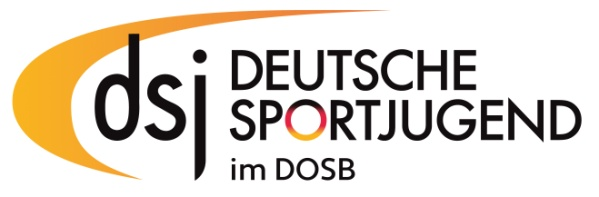 dsj
DEUTSCHE
SPORTJUGEND
im DOSB